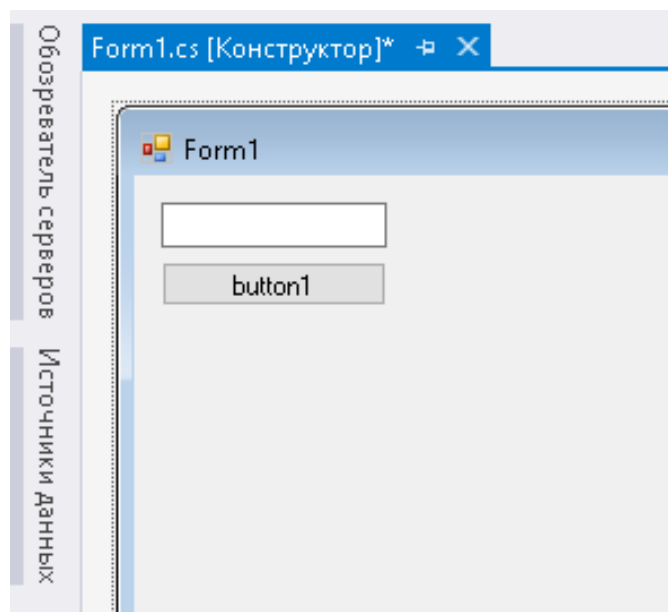 Обозреватель серверов
Источники данных
Form1.cs [Конструктор]*
Form1
button1